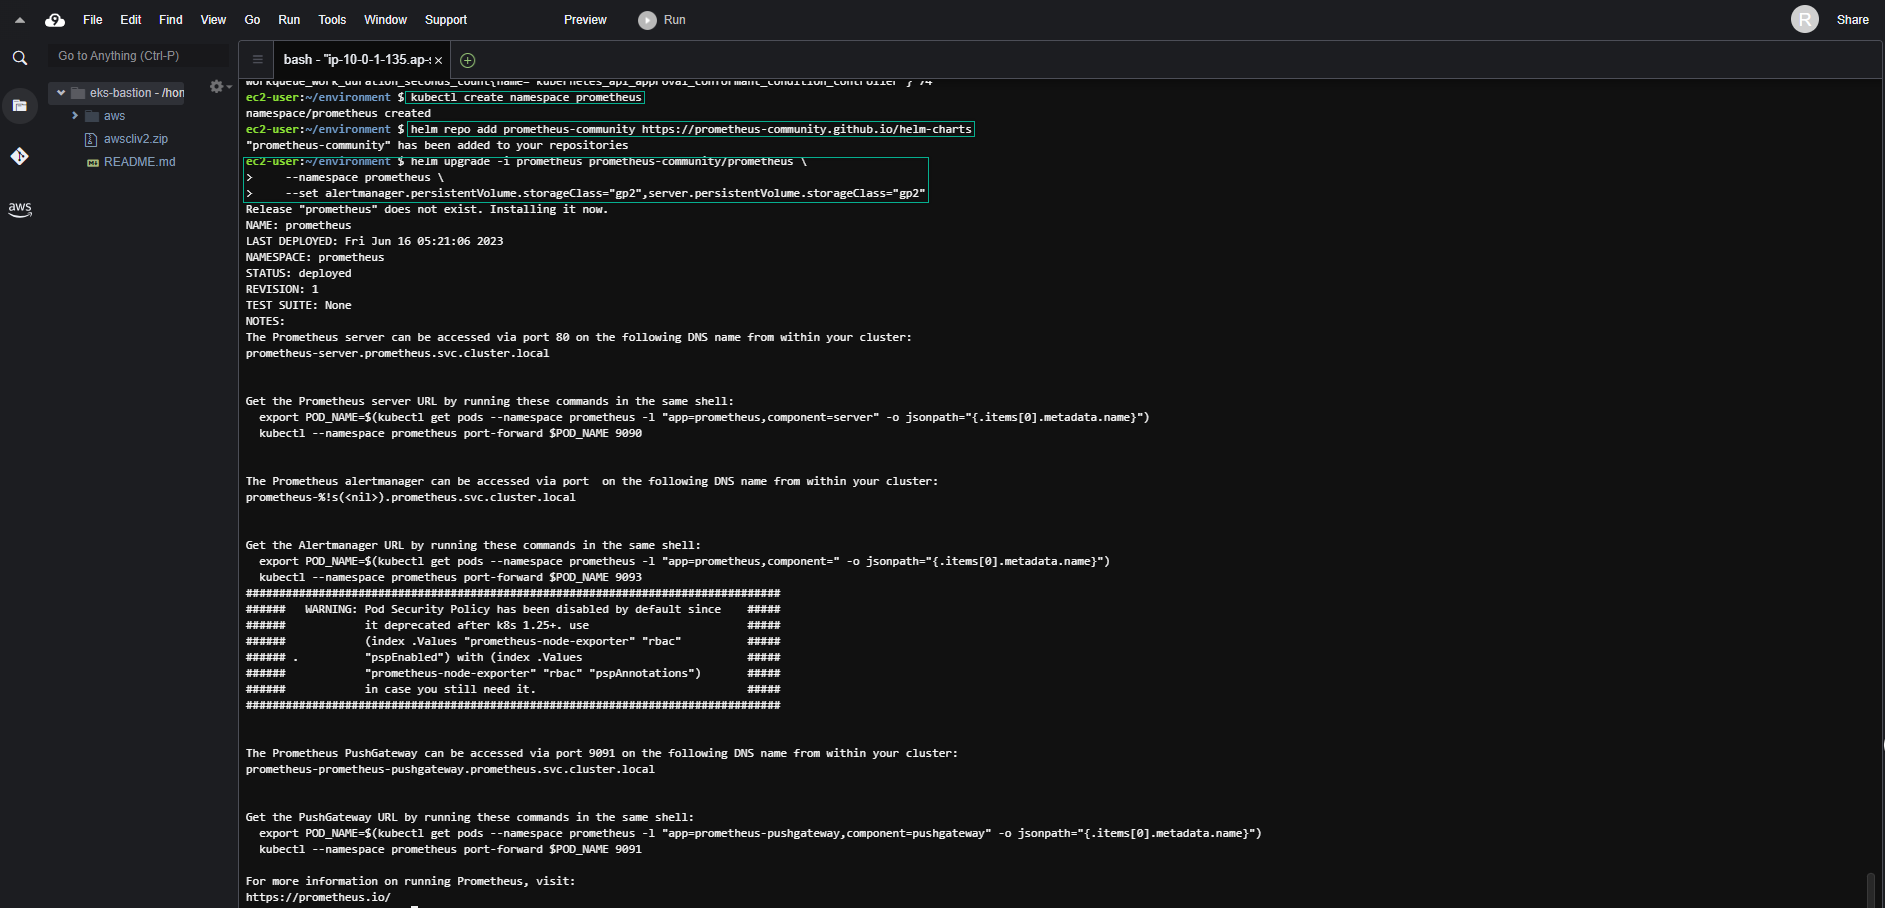 File Edit Find View Go Run Tools Window Support Preview Run R Share
Go to Anything (Ctrl-P)
bash - "ip-10-0-1-135.ap-s ×
eks-bastion - /hon
aws
awscliv2.zip
README.md
aws
workqueue_work_duration_seconds_count{name="kubernetes_api_approval_conformant_condition_controller"} 74
ec2-user:~/environment $ kubectl create namespace prometheus
namespace/prometheus created
ec2-user:~/environment $ helm repo add prometheus-community https://prometheus-community.github.io/helm-charts
"prometheus-community" has been added to your repositories
ec2-user:~/environment $ helm upgrade -i prometheus prometheus-community/prometheus \
>     --namespace prometheus \
>     --set alertmanager.persistentVolume.storageClass="gp2",server.persistentVolume.storageClass="gp2"
Release "prometheus" does not exist. Installing it now.
NAME: prometheus
LAST DEPLOYED: Fri Jun 16 05:21:06 2023
NAMESPACE: prometheus
STATUS: deployed
REVISION: 1
TEST SUITE: None
NOTES:
The Prometheus server can be accessed via port 80 on the following DNS name from within your cluster:
prometheus-server.prometheus.svc.cluster.local
Get the Prometheus server URL by running these commands in the same shell:
  export POD_NAME=$(kubectl get pods --namespace prometheus -l "app=prometheus,component=server" -o jsonpath="{.items[0].metadata.name}")
  kubectl --namespace prometheus port-forward $POD_NAME 9090
The Prometheus alertmanager can be accessed via port  on the following DNS name from within your cluster:
prometheus-%!s(<nil>).prometheus.svc.cluster.local
Get the Alertmanager URL by running these commands in the same shell:
  export POD_NAME=$(kubectl get pods --namespace prometheus -l "app=prometheus,component=" -o jsonpath="{.items[0].metadata.name}")
  kubectl --namespace prometheus port-forward $POD_NAME 9093
#################################################################################
######   WARNING: Pod Security Policy has been disabled by default since    #####
######            it deprecated after k8s 1.25+. use                        #####
######            (index .Values "prometheus-node-exporter" "rbac"          #####
###### .          "pspEnabled") with (index .Values                         #####
######            "prometheus-node-exporter" "rbac" "pspAnnotations")       #####
######            in case you still need it.                                #####
#################################################################################
The Prometheus PushGateway can be accessed via port 9091 on the following DNS name from within your cluster:
prometheus-prometheus-pushgateway.prometheus.svc.cluster.local
Get the PushGateway URL by running these commands in the same shell:
  export POD_NAME=$(kubectl get pods --namespace prometheus -l "app=prometheus-pushgateway,component=pushgateway" -o jsonpath="{.items[0].metadata.name}")
  kubectl --namespace prometheus port-forward $POD_NAME 9091
For more information on running Prometheus, visit:
https://prometheus.io/